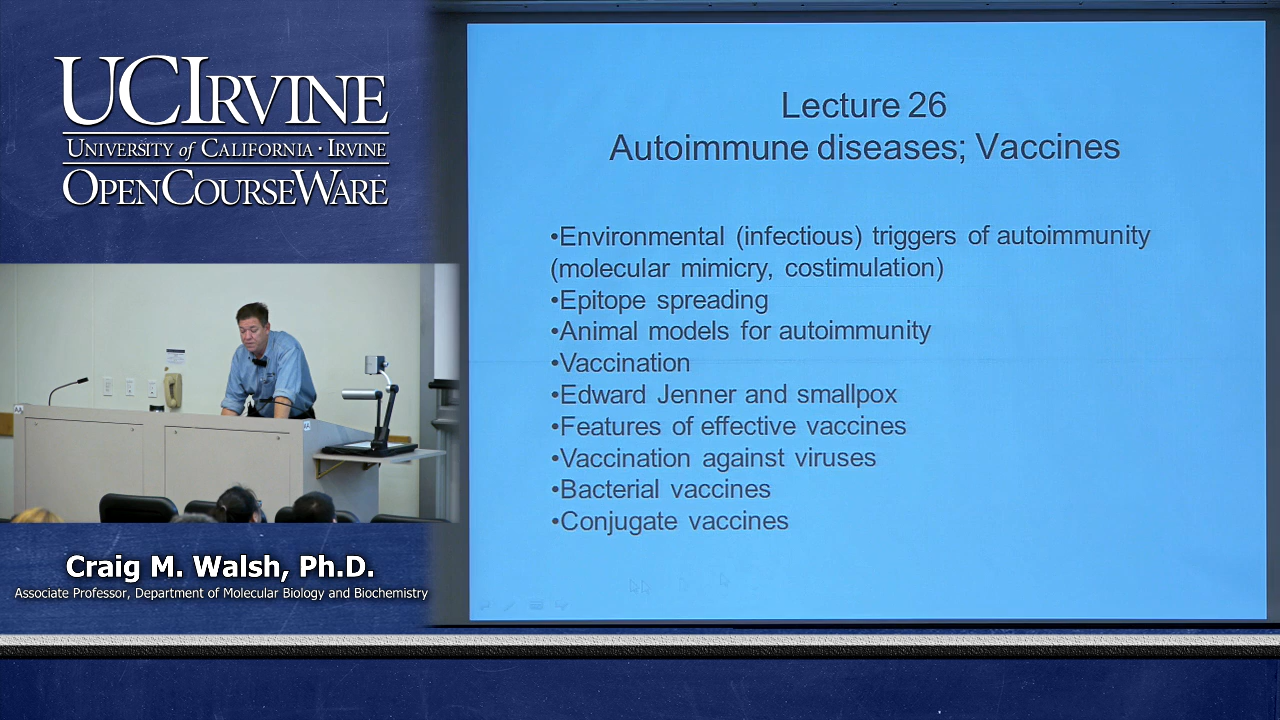 UCIRVINE
UNIVERSITY of CALIFORNIA · IRVINE
OPENCOURSEWARE
Craig M. Walsh, Ph.D.
Associate Professor, Department of Molecular Biology and Biochemistry
Lecture 26
Autoimmune diseases; Vaccines
•Environmental (infectious) triggers of autoimmunity
(molecular mimicry, costimulation)
•Epitope spreading
•Animal models for autoimmunity
•Vaccination
•Edward Jenner and smallpox
•Features of effective vaccines
•Vaccination against viruses
•Bacterial vaccines
•Conjugate vaccines